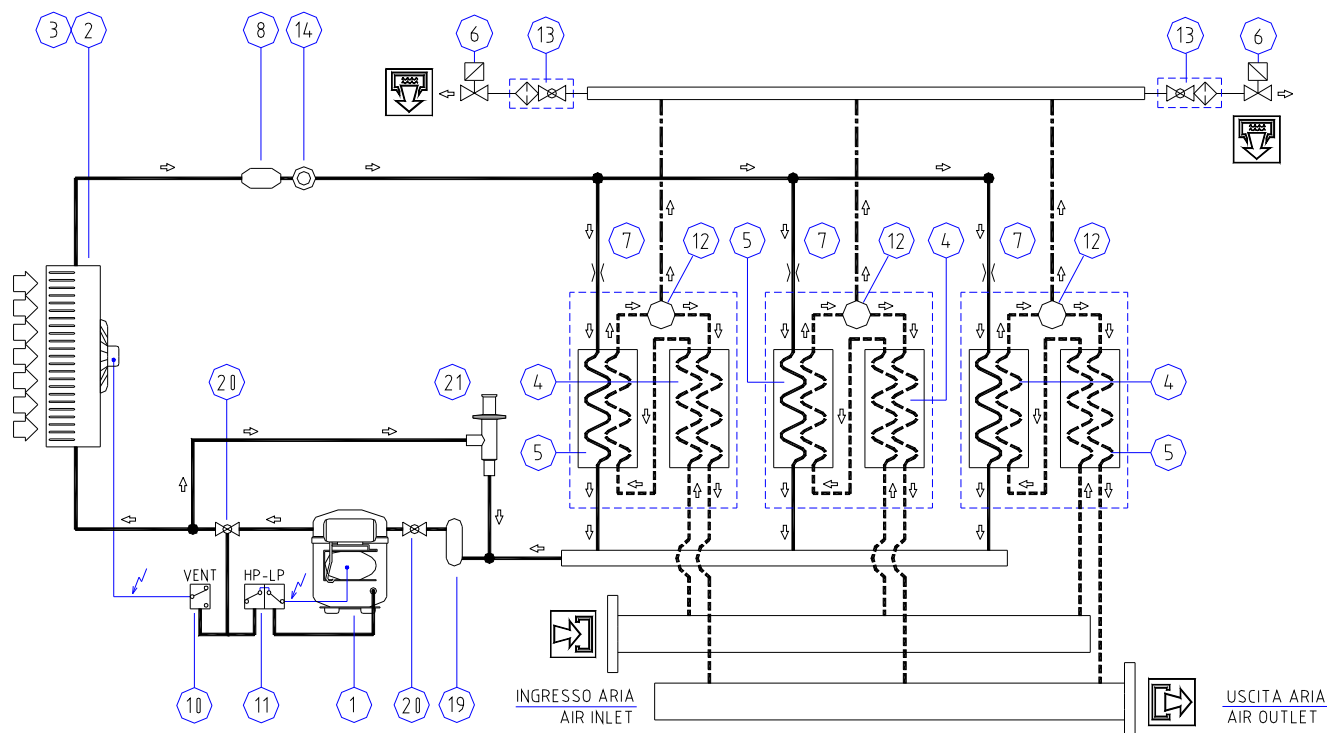 3 2 8 14 6 13 13 6
7 12 5 7 12 4 7 12
20 21 4 4
5 5
VENT HP-LP
10 11 1 20 19
INGRESSO ARIA
AIR INLET
USCITA ARIA
AIR OUTLET